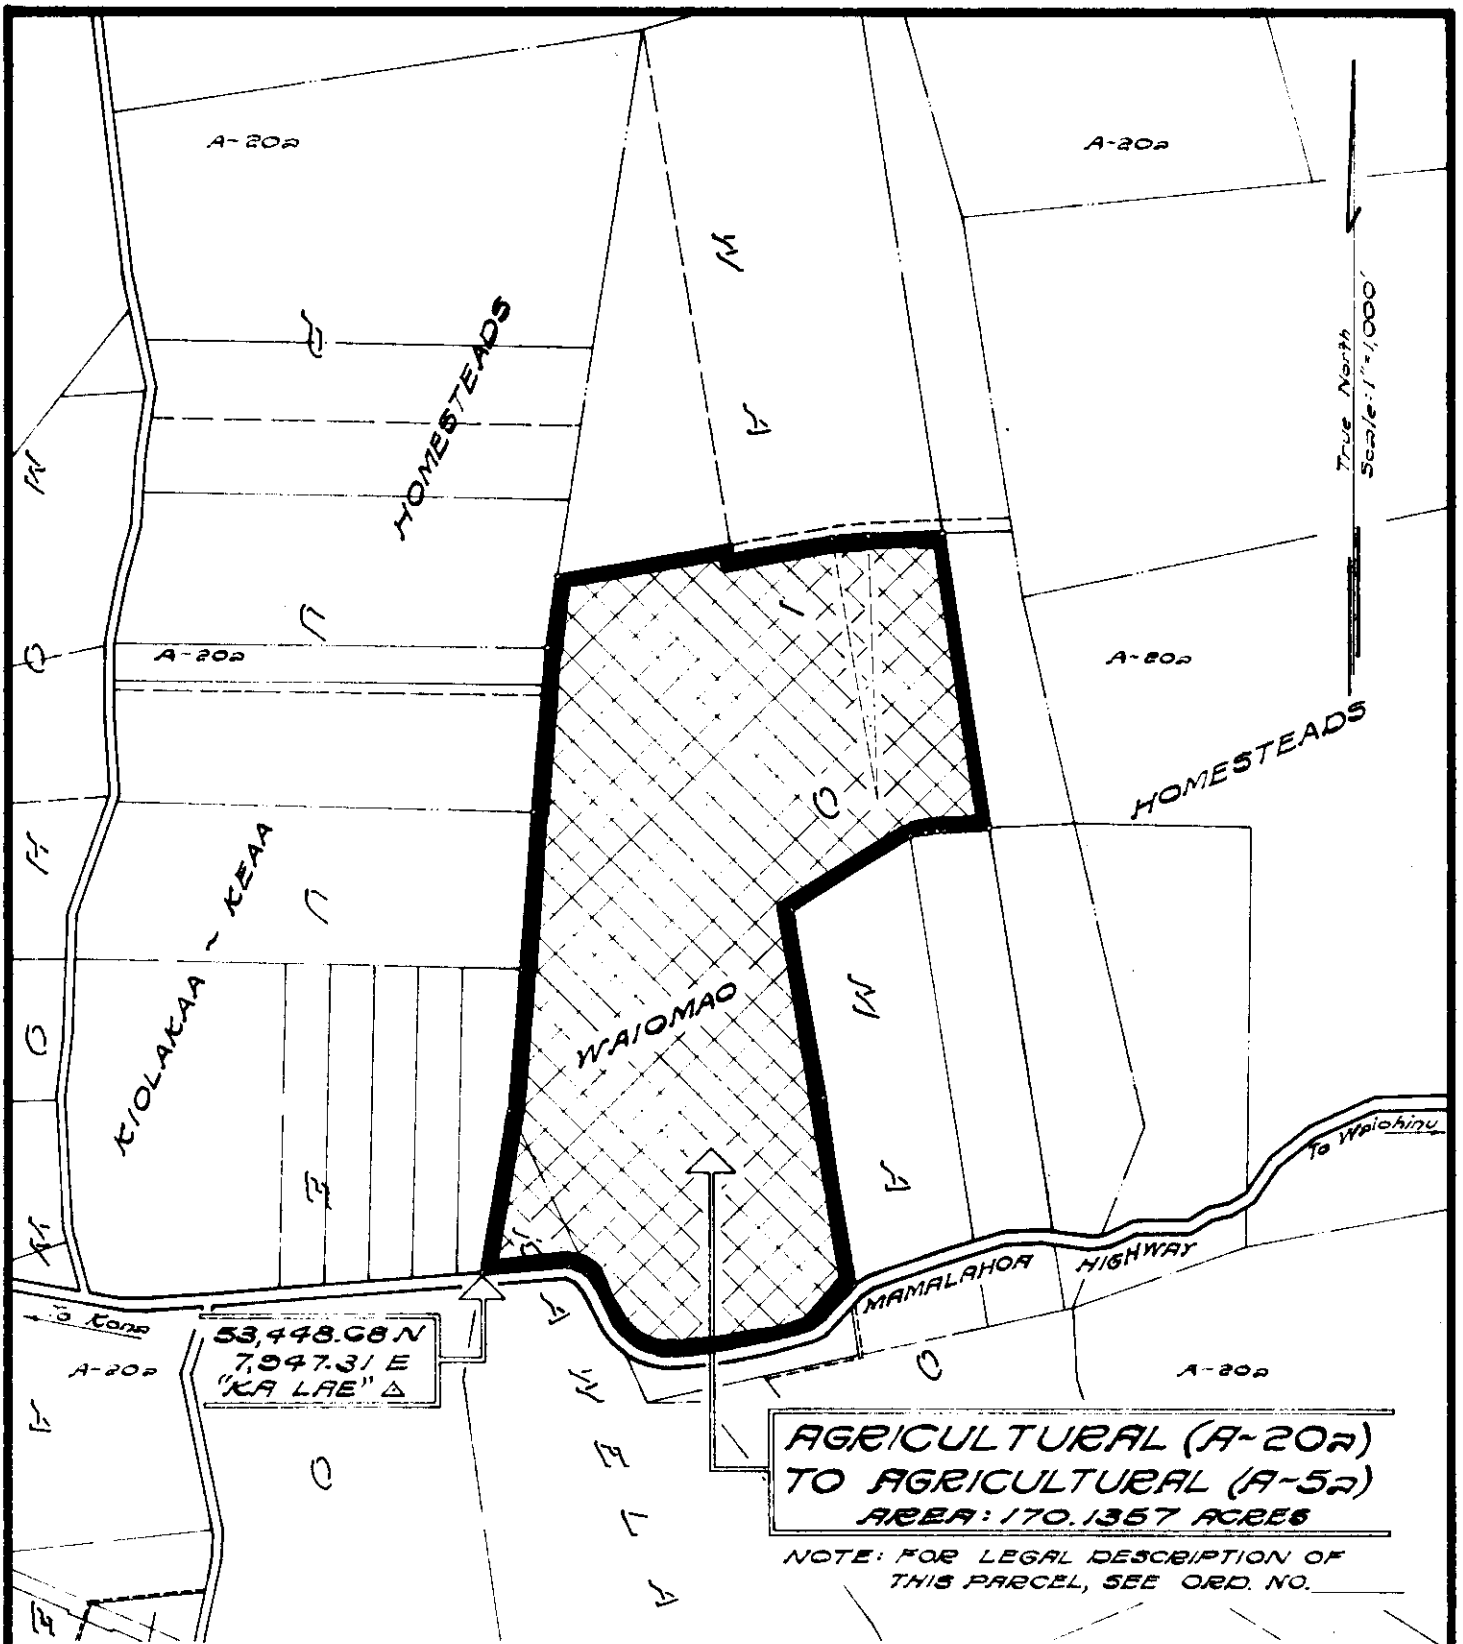 A-20a
A-20a
True North
Scale: 1"=1,000'
HOMESTEADS
A-20a
A-20a
HOMESTEADS
KIOLAKAA ~ KEAA
WAIOMAO
To Waiohinu
MAMALAHOA HIGHWAY
To Kona
53,448.68 N
7,947.31 E
"KA LAE" △
A-20a
A-20a
AGRICULTURAL (A-20a)
TO AGRICULTURAL (A-5a)
AREA: 170.1357 ACRES
NOTE: FOR LEGAL DESCRIPTION OF
THIS PARCEL, SEE ORD. NO.